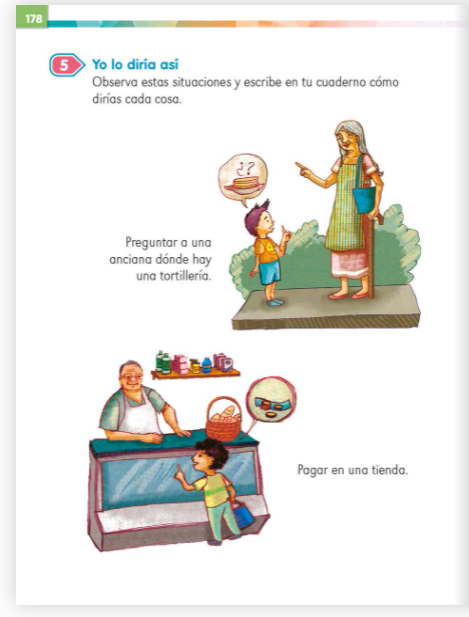 178
5 Yo lo diría así
Observa estas situaciones y escribe en tu cuaderno cómo
dirías cada cosa.
¿?
Preguntar a una
anciana dónde hay
una tortillería.
Pagar en una tienda.